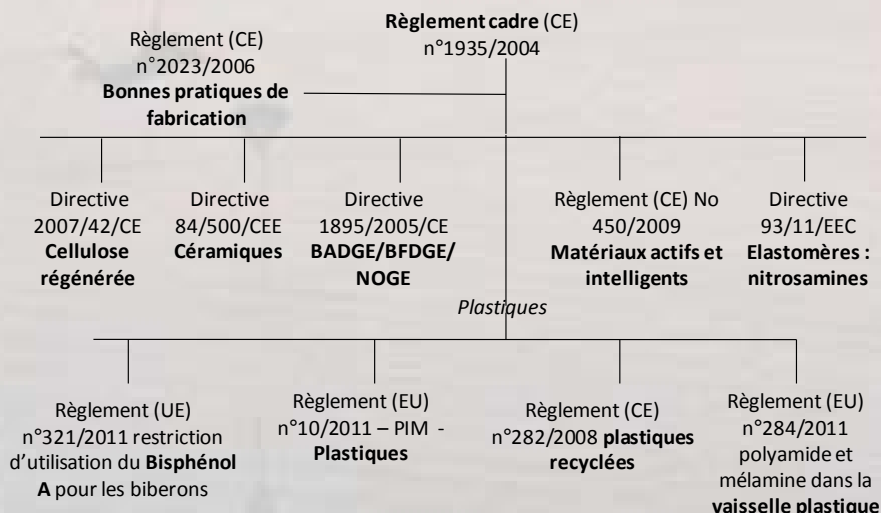 Règlement cadre (CE)
n°1935/2004
Règlement (CE)
n°2023/2006
Bonnes pratiques de
fabrication
Directive
2007/42/CE
Cellulose
régénérée
Directive
84/500/CEE
Céramiques
Directive
1895/2005/CE
BADGE/BFDGE/
NOGE
Règlement (CE) No
450/2009
Matériaux actifs et
intelligents
Directive
93/11/EEC
Elastomères :
nitrosamines
Plastiques
Règlement (UE)
n°321/2011 restriction
d'utilisation du Bisphénol
A pour les biberons
Règlement (EU)
n°10/2011 – PIM -
Plastiques
Règlement (CE)
n°282/2008 plastiques
recyclées
Règlement (EU)
n°284/2011
polyamide et
mélamine dans la
vaisselle plastique